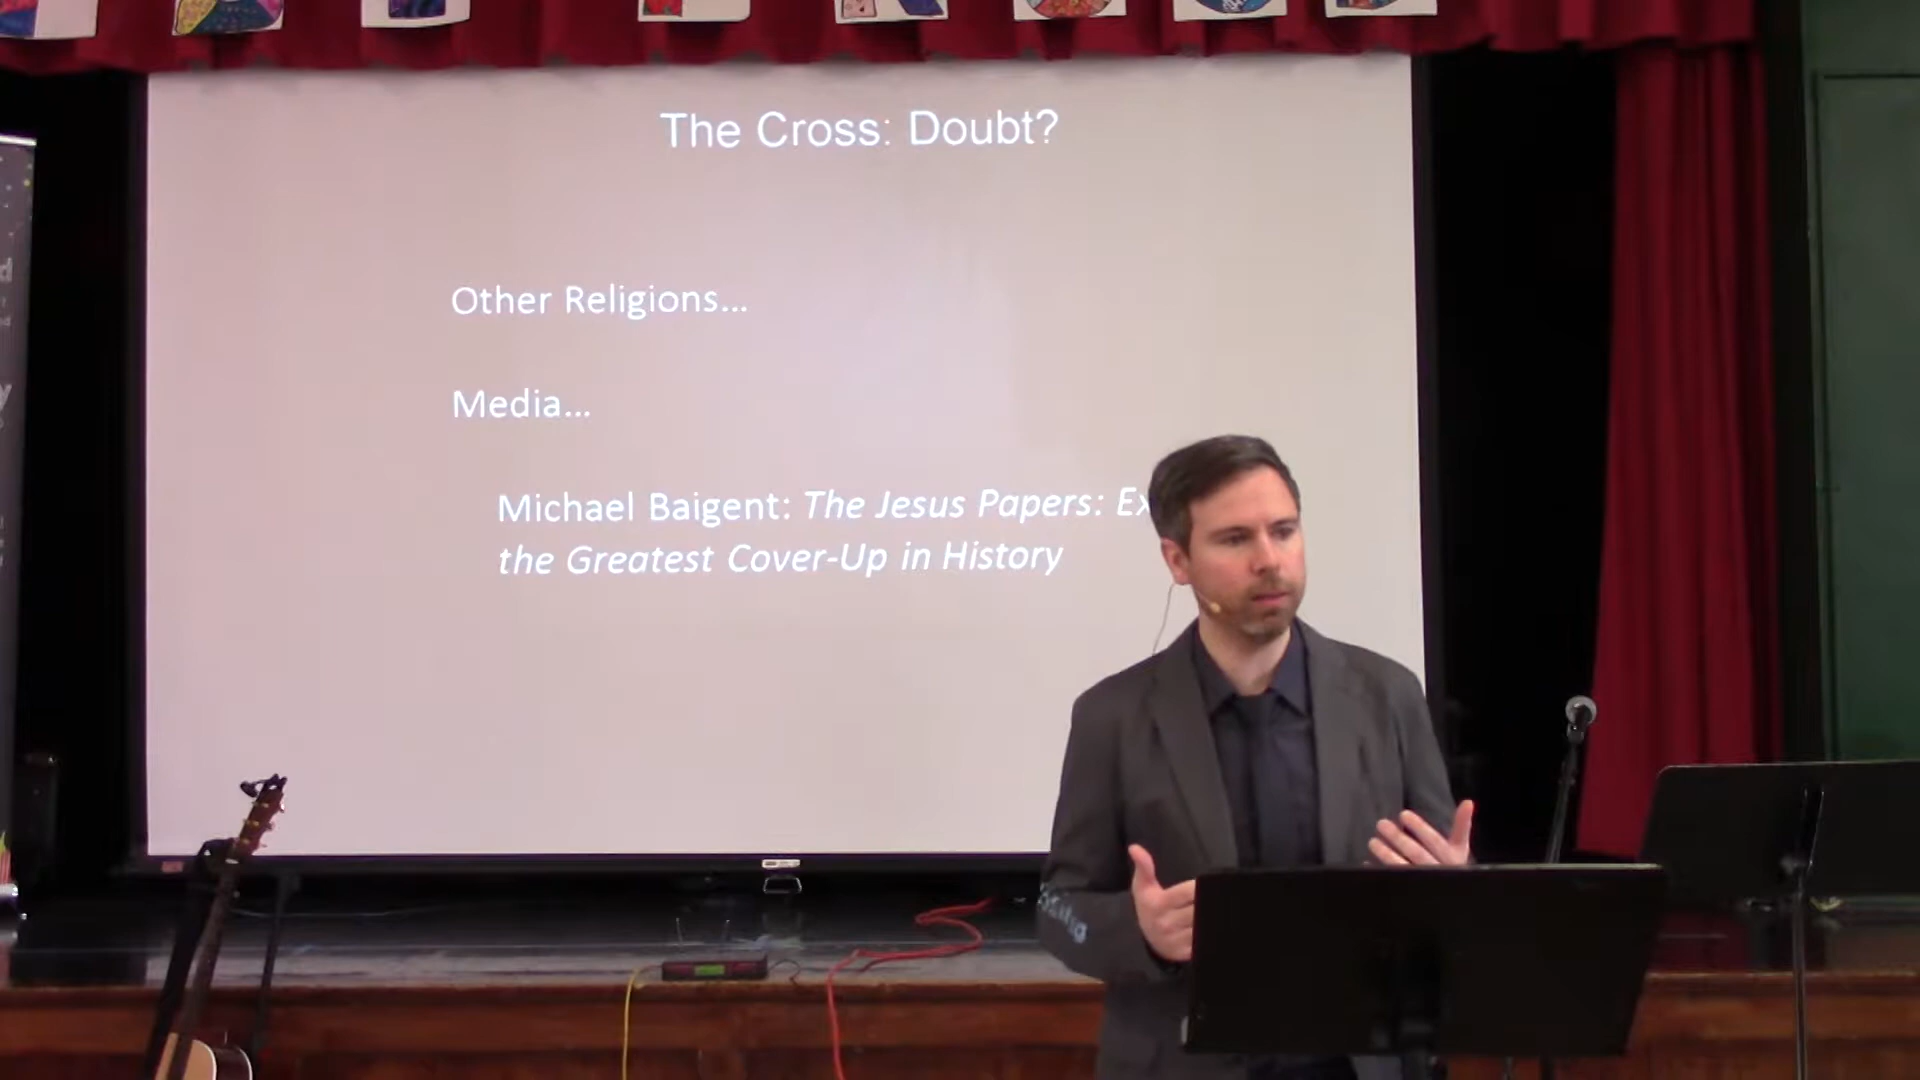 The Cross: Doubt?
Other Religions...
Media...
Michael Baigent: The Jesus Papers: Ex
the Greatest Cover-Up in History